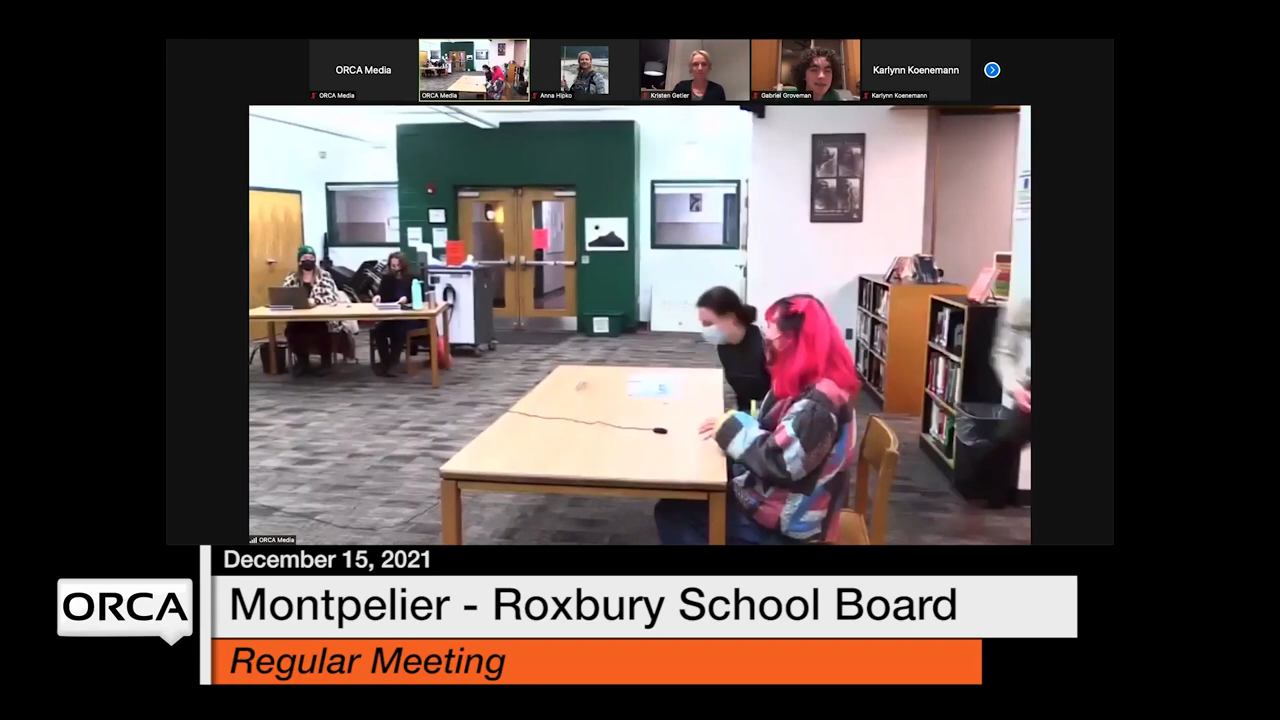 ORCA Media
Karlynn Koenemann
ORCA Media
ORCA Media
Anna Hipko
Kristen Getler
Gabriel Groveman
Karlynn Koenemann
ORCA Media
December 15, 2021
ORCA
Montpelier - Roxbury School Board
Regular Meeting